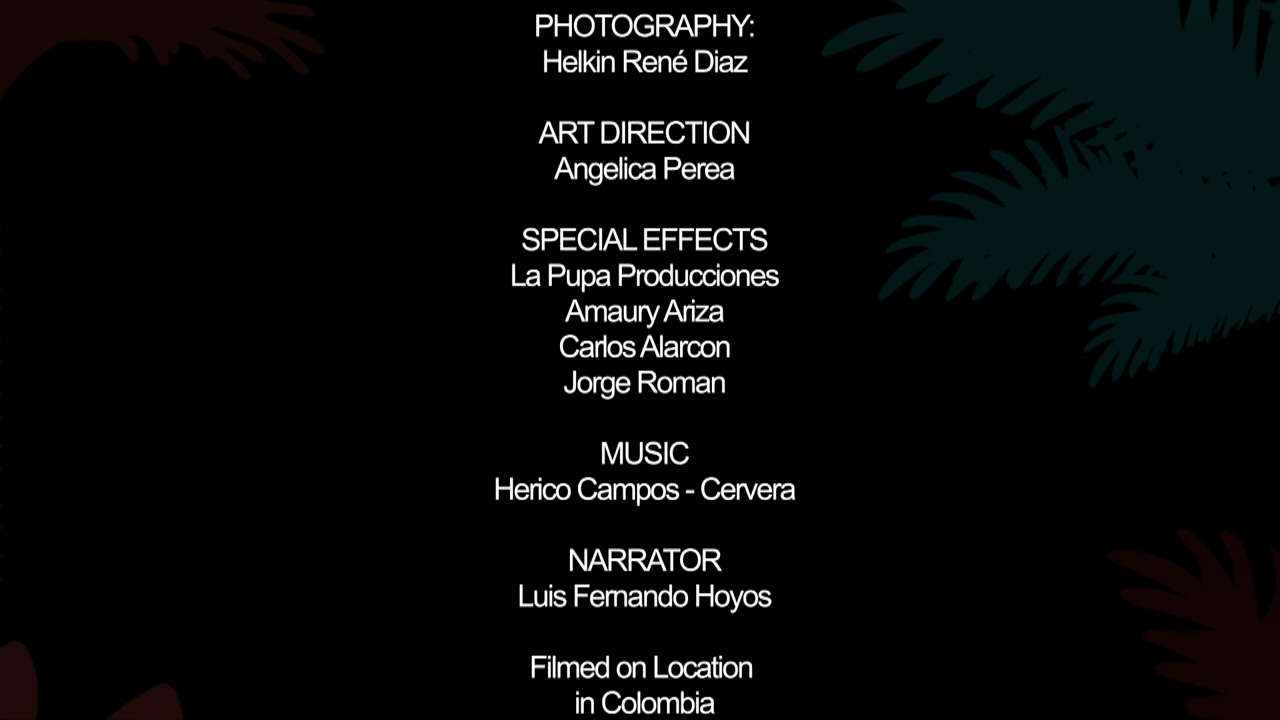 PHOTOGRAPHY:
Helkin René Diaz
ART DIRECTION
Angelica Perea
SPECIAL EFFECTS
La Pupa Producciones
Amaury Ariza
Carlos Alarcon
Jorge Roman
MUSIC
Herico Campos - Cervera
NARRATOR
Luis Fernando Hoyos
Filmed on Location
in Colombia